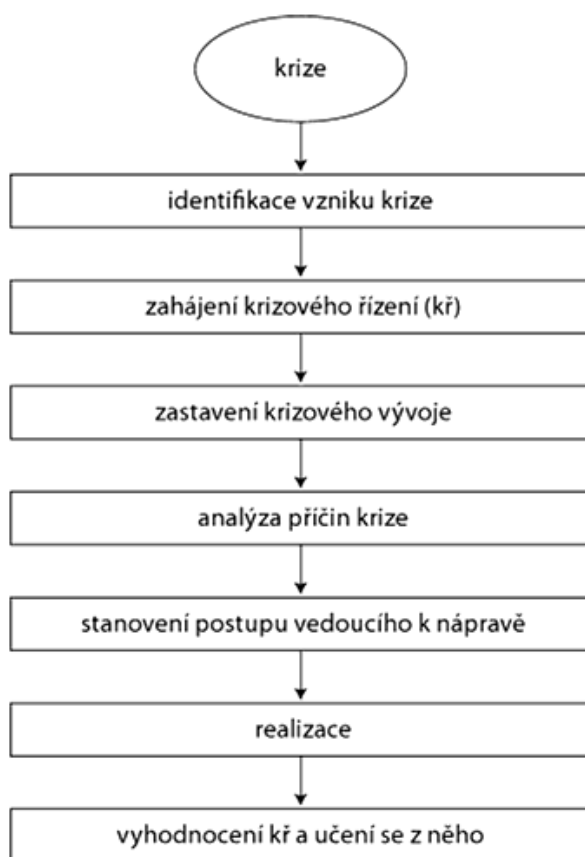 krize
identifikace vzniku krize
zahájení krizového řízení (kř)
zastavení krizového vývoje
analýza příčin krize
stanovení postupu vedoucího k nápravě
realizace
vyhodnocení kř a učení se z něho